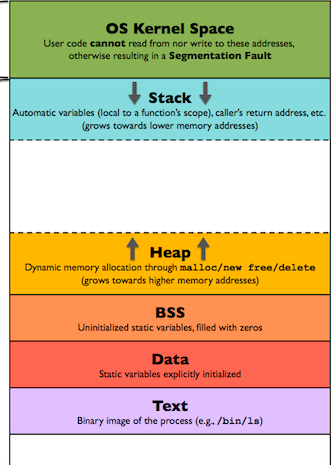 OS Kernel Space
User code cannot read from nor write to these addresses,
otherwise resulting in a Segmentation Fault
Stack
Automatic variables (local to a function's scope), caller's return address, etc.
(grows towards lower memory addresses)
Heap
Dynamic memory allocation through malloc/new free/delete
(grows towards higher memory addresses)
BSS
Uninitialized static variables, filled with zeros
Data
Static variables explicitly initialized
Text
Binary image of the process (e.g., /bin/ls)